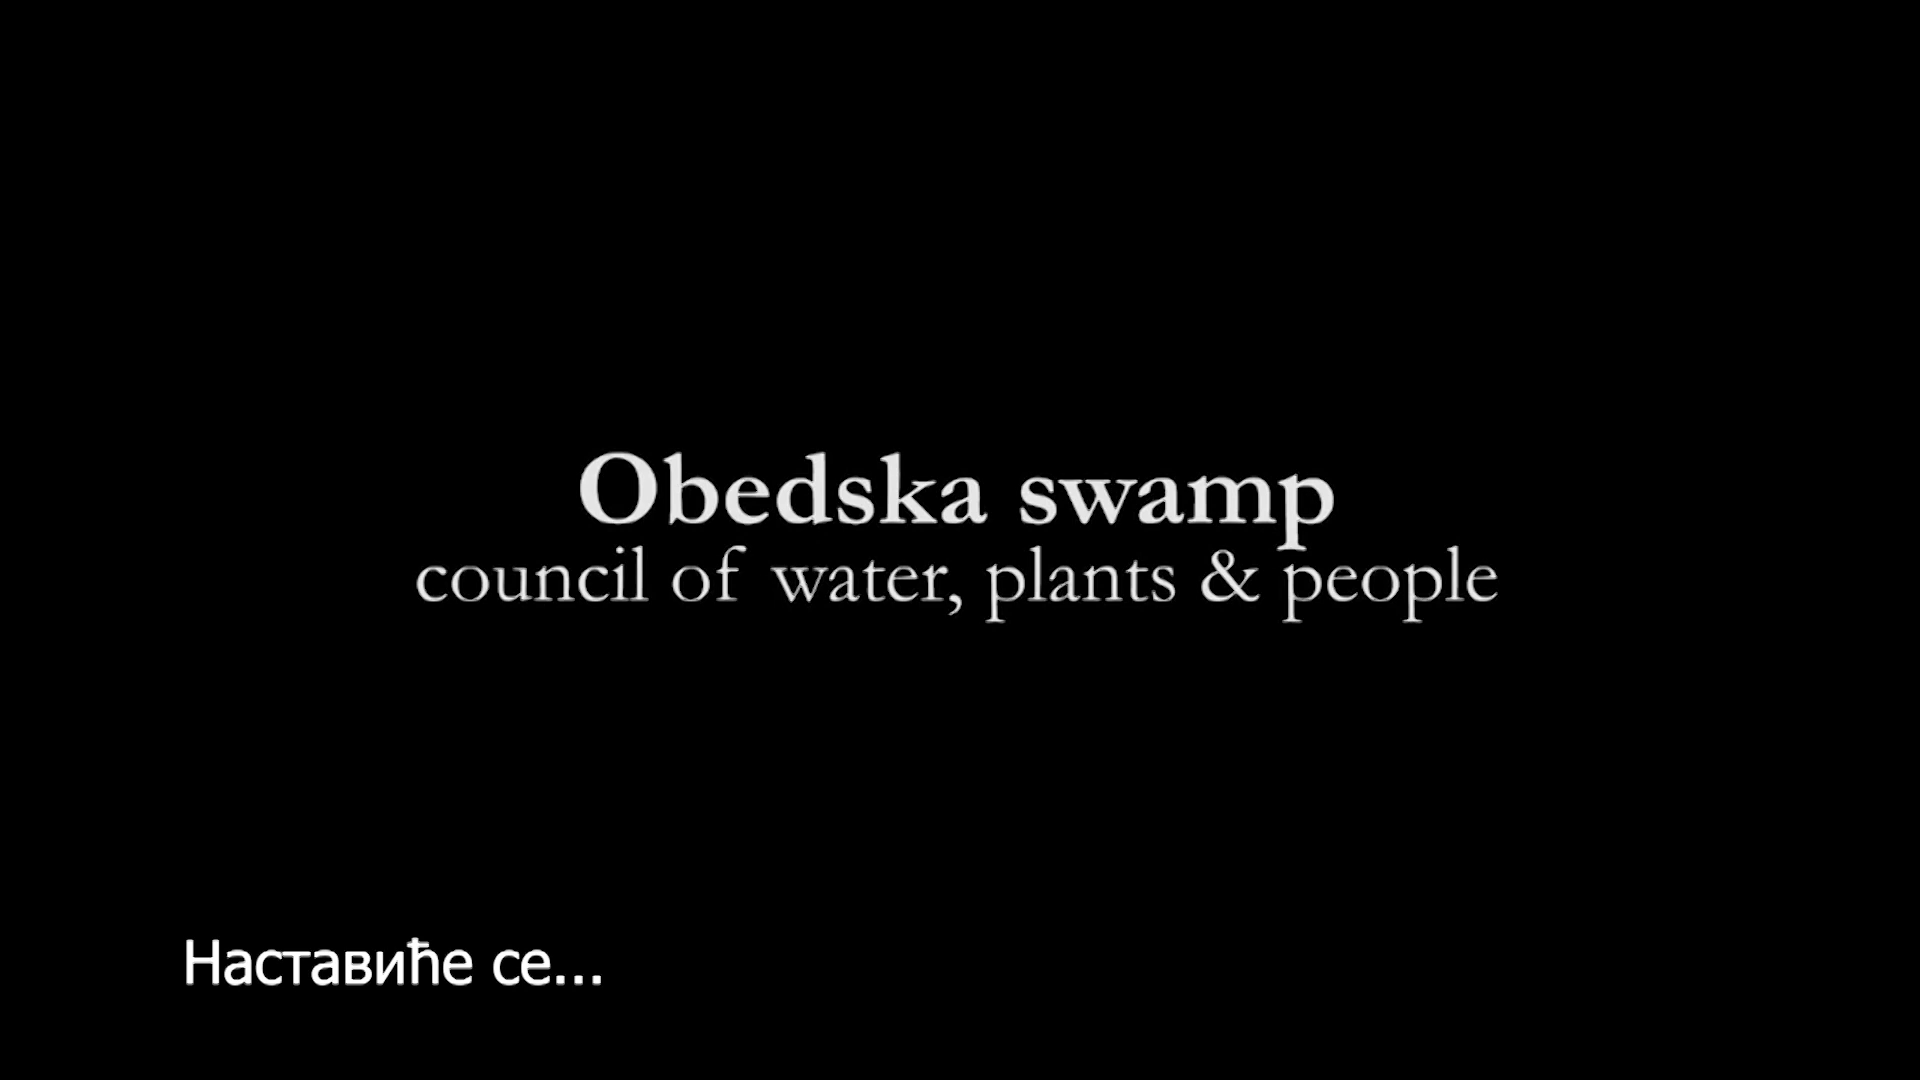 Obedska swamp
council of water, plants & people
Наставиће се...